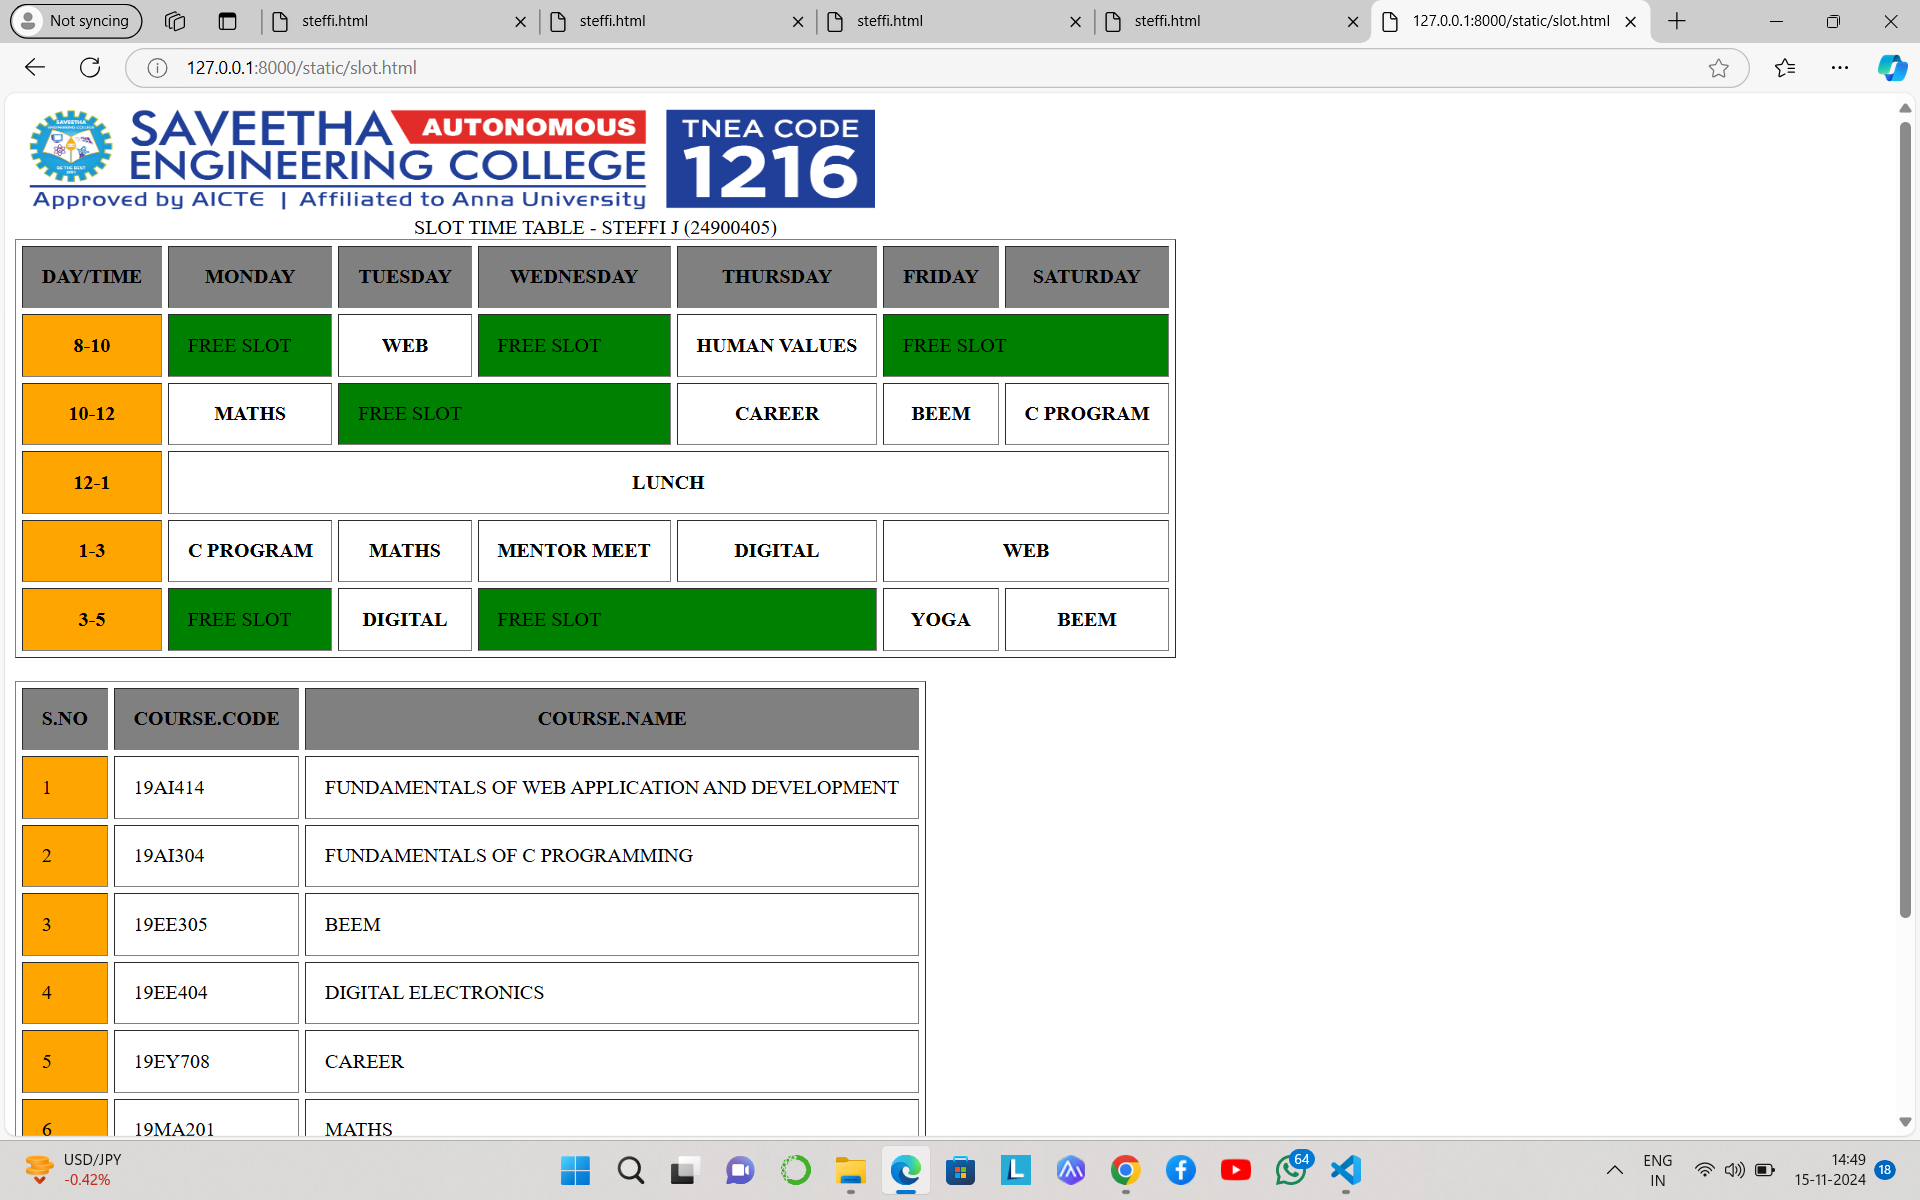 Not syncing
steffi.html
steffi.html
steffi.html
steffi.html
127.0.0.1:8000/static/slot.html
127.0.0.1:8000/static/slot.html
SAVEETHA AUTONOMOUS
ENGINEERING COLLEGE
Approved by AICTE | Affiliated to Anna University
TNEA CODE
1216
SLOT TIME TABLE - STEFFI J (24900405)
DAY/TIME MONDAY TUESDAY WEDNESDAY THURSDAY FRIDAY SATURDAY
8-10 FREE SLOT WEB FREE SLOT HUMAN VALUES FREE SLOT
10-12 MATHS FREE SLOT CAREER BEEM C PROGRAM
12-1 LUNCH
1-3 C PROGRAM MATHS MENTOR MEET DIGITAL WEB
3-5 FREE SLOT DIGITAL FREE SLOT YOGA BEEM
S.NO COURSE.CODE COURSE.NAME
1 19AI414 FUNDAMENTALS OF WEB APPLICATION AND DEVELOPMENT
2 19AI304 FUNDAMENTALS OF C PROGRAMMING
3 19EE305 BEEM
4 19EE404 DIGITAL ELECTRONICS
5 19EY708 CAREER
6 19MA201 MATHS
USD/JPY
-0.42%
64
ENG
IN
14:49
15-11-2024
18